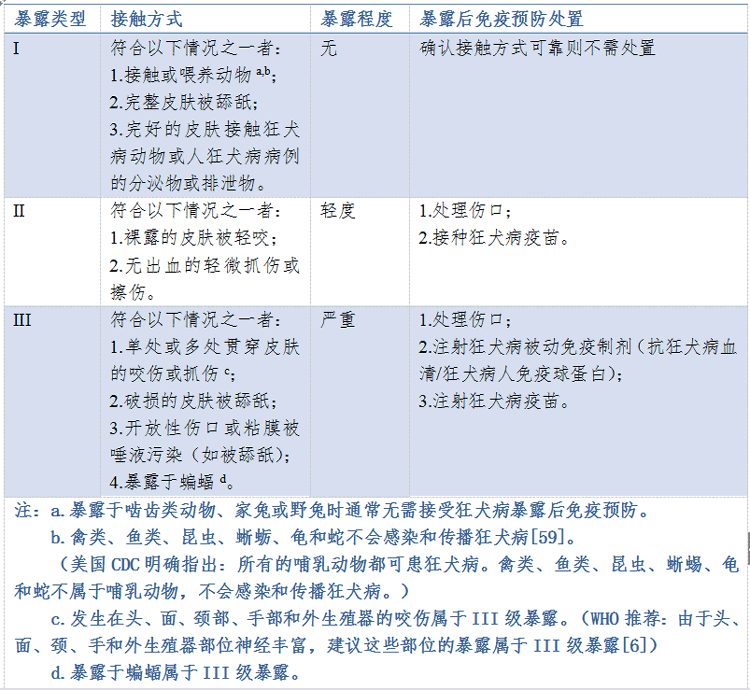 暴露类型 接触方式 暴露程度 暴露后免疫预防处置
I 符合以下情况之一者： 无 确认接触方式可靠则不需处置
1.接触或喂养动物 a,b；
2.完整皮肤被舔舐；
3.完好的皮肤接触狂犬
病动物或人狂犬病病例
的分泌物或排泄物。
II 符合以下情况之一者： 轻度 1.处理伤口；
1.裸露的皮肤被轻咬； 2.接种狂犬病疫苗。
2.无出血的轻微抓伤或
擦伤。
III 符合以下情况之一者： 严重 1.处理伤口；
1.单处或多处贯穿皮肤 2.注射狂犬病被动免疫制剂（抗狂犬病血
的咬伤或抓伤 c； 清/狂犬病人免疫球蛋白）；
2.破损的皮肤被舔舐； 3.注射狂犬病疫苗。
3.开放性伤口或粘膜被
唾液污染（如被舔舐）；
4.暴露于蝙蝠 d。
注：a.暴露于啮齿类动物、家兔或野兔时通常无需接受狂犬病暴露后免疫预防。
b.禽类、鱼类、昆虫、蜥蛎、龟和蛇不会感染和传播狂犬病[59]。
（美国 CDC 明确指出：所有的哺乳动物都可患狂犬病。禽类、鱼类、昆虫、蜥蜴、龟
和蛇不属于哺乳动物，不会感染和传播狂犬病。）
c.发生在头、面、颈部、手部和外生殖器的咬伤属于 III 级暴露。（WHO 推荐：由于头、
面、颈、手和外生殖器部位神经丰富，建议这些部位的暴露属于 III 级暴露[6]）
d.暴露于蝙蝠属于 III 级暴露。